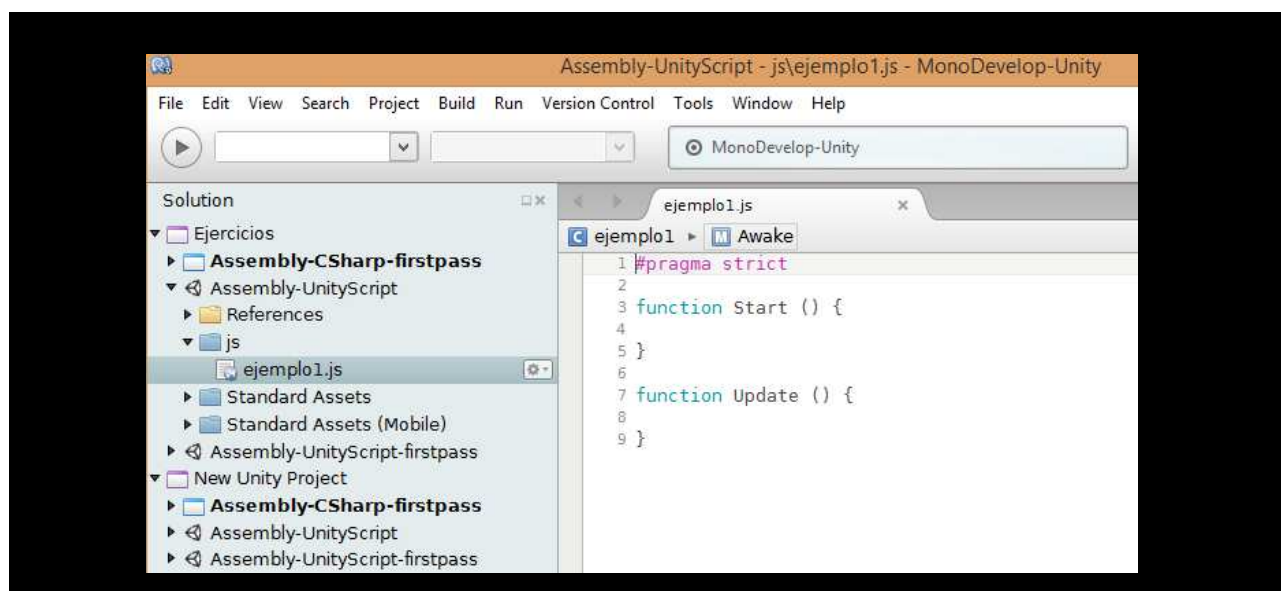 Assembly-UnityScript - js\ejemplo1.js - MonoDevelop-Unity
File Edit View Search Project Build Run Version Control Tools Window Help
MonoDevelop-Unity
Solution
ejemplo1.js
Ejercicios
ejemplo1 Awake
Assembly-CSharp-firstpass
Assembly-UnityScript
References
js
ejemplo1.js
Standard Assets
Standard Assets (Mobile)
Assembly-UnityScript-firstpass
New Unity Project
Assembly-CSharp-firstpass
Assembly-UnityScript
Assembly-UnityScript-firstpass
1 #pragma strict
2
3 function Start () {
4
5 }
6
7 function Update () {
8
9 }